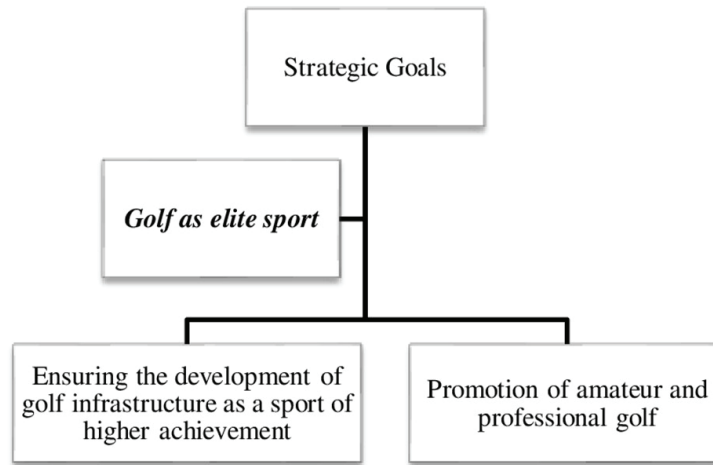 Strategic Goals
Golf as elite sport
Ensuring the development of
golf infrastructure as a sport of
higher achievement
Promotion of amateur and
professional golf